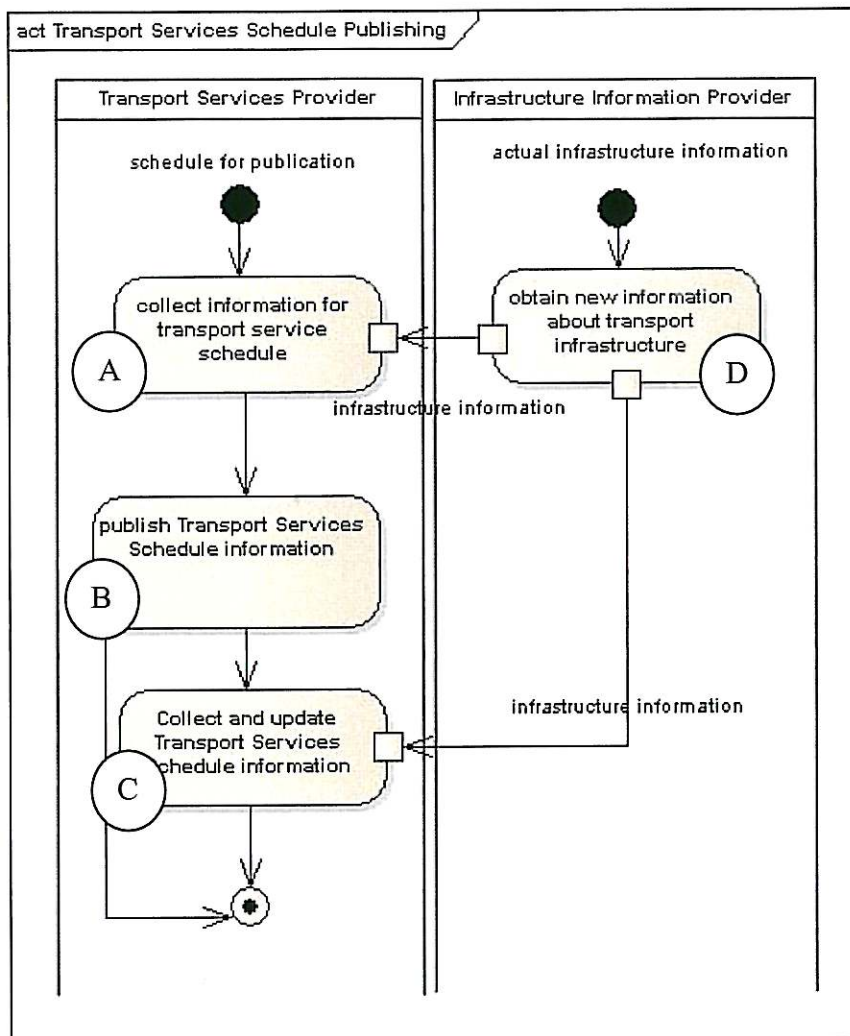 act Transport Services Schedule Publishing
Transport Services Provider
Infrastructure Information Provider
schedule for publication
actual infrastructure information
collect information for
transport service
schedule
A
obtain new information
about transport
infrastructure
D
infrastructure information
publish Transport Services
Schedule information
B
Collect and update
Transport Services
chedule information
C
infrastructure information